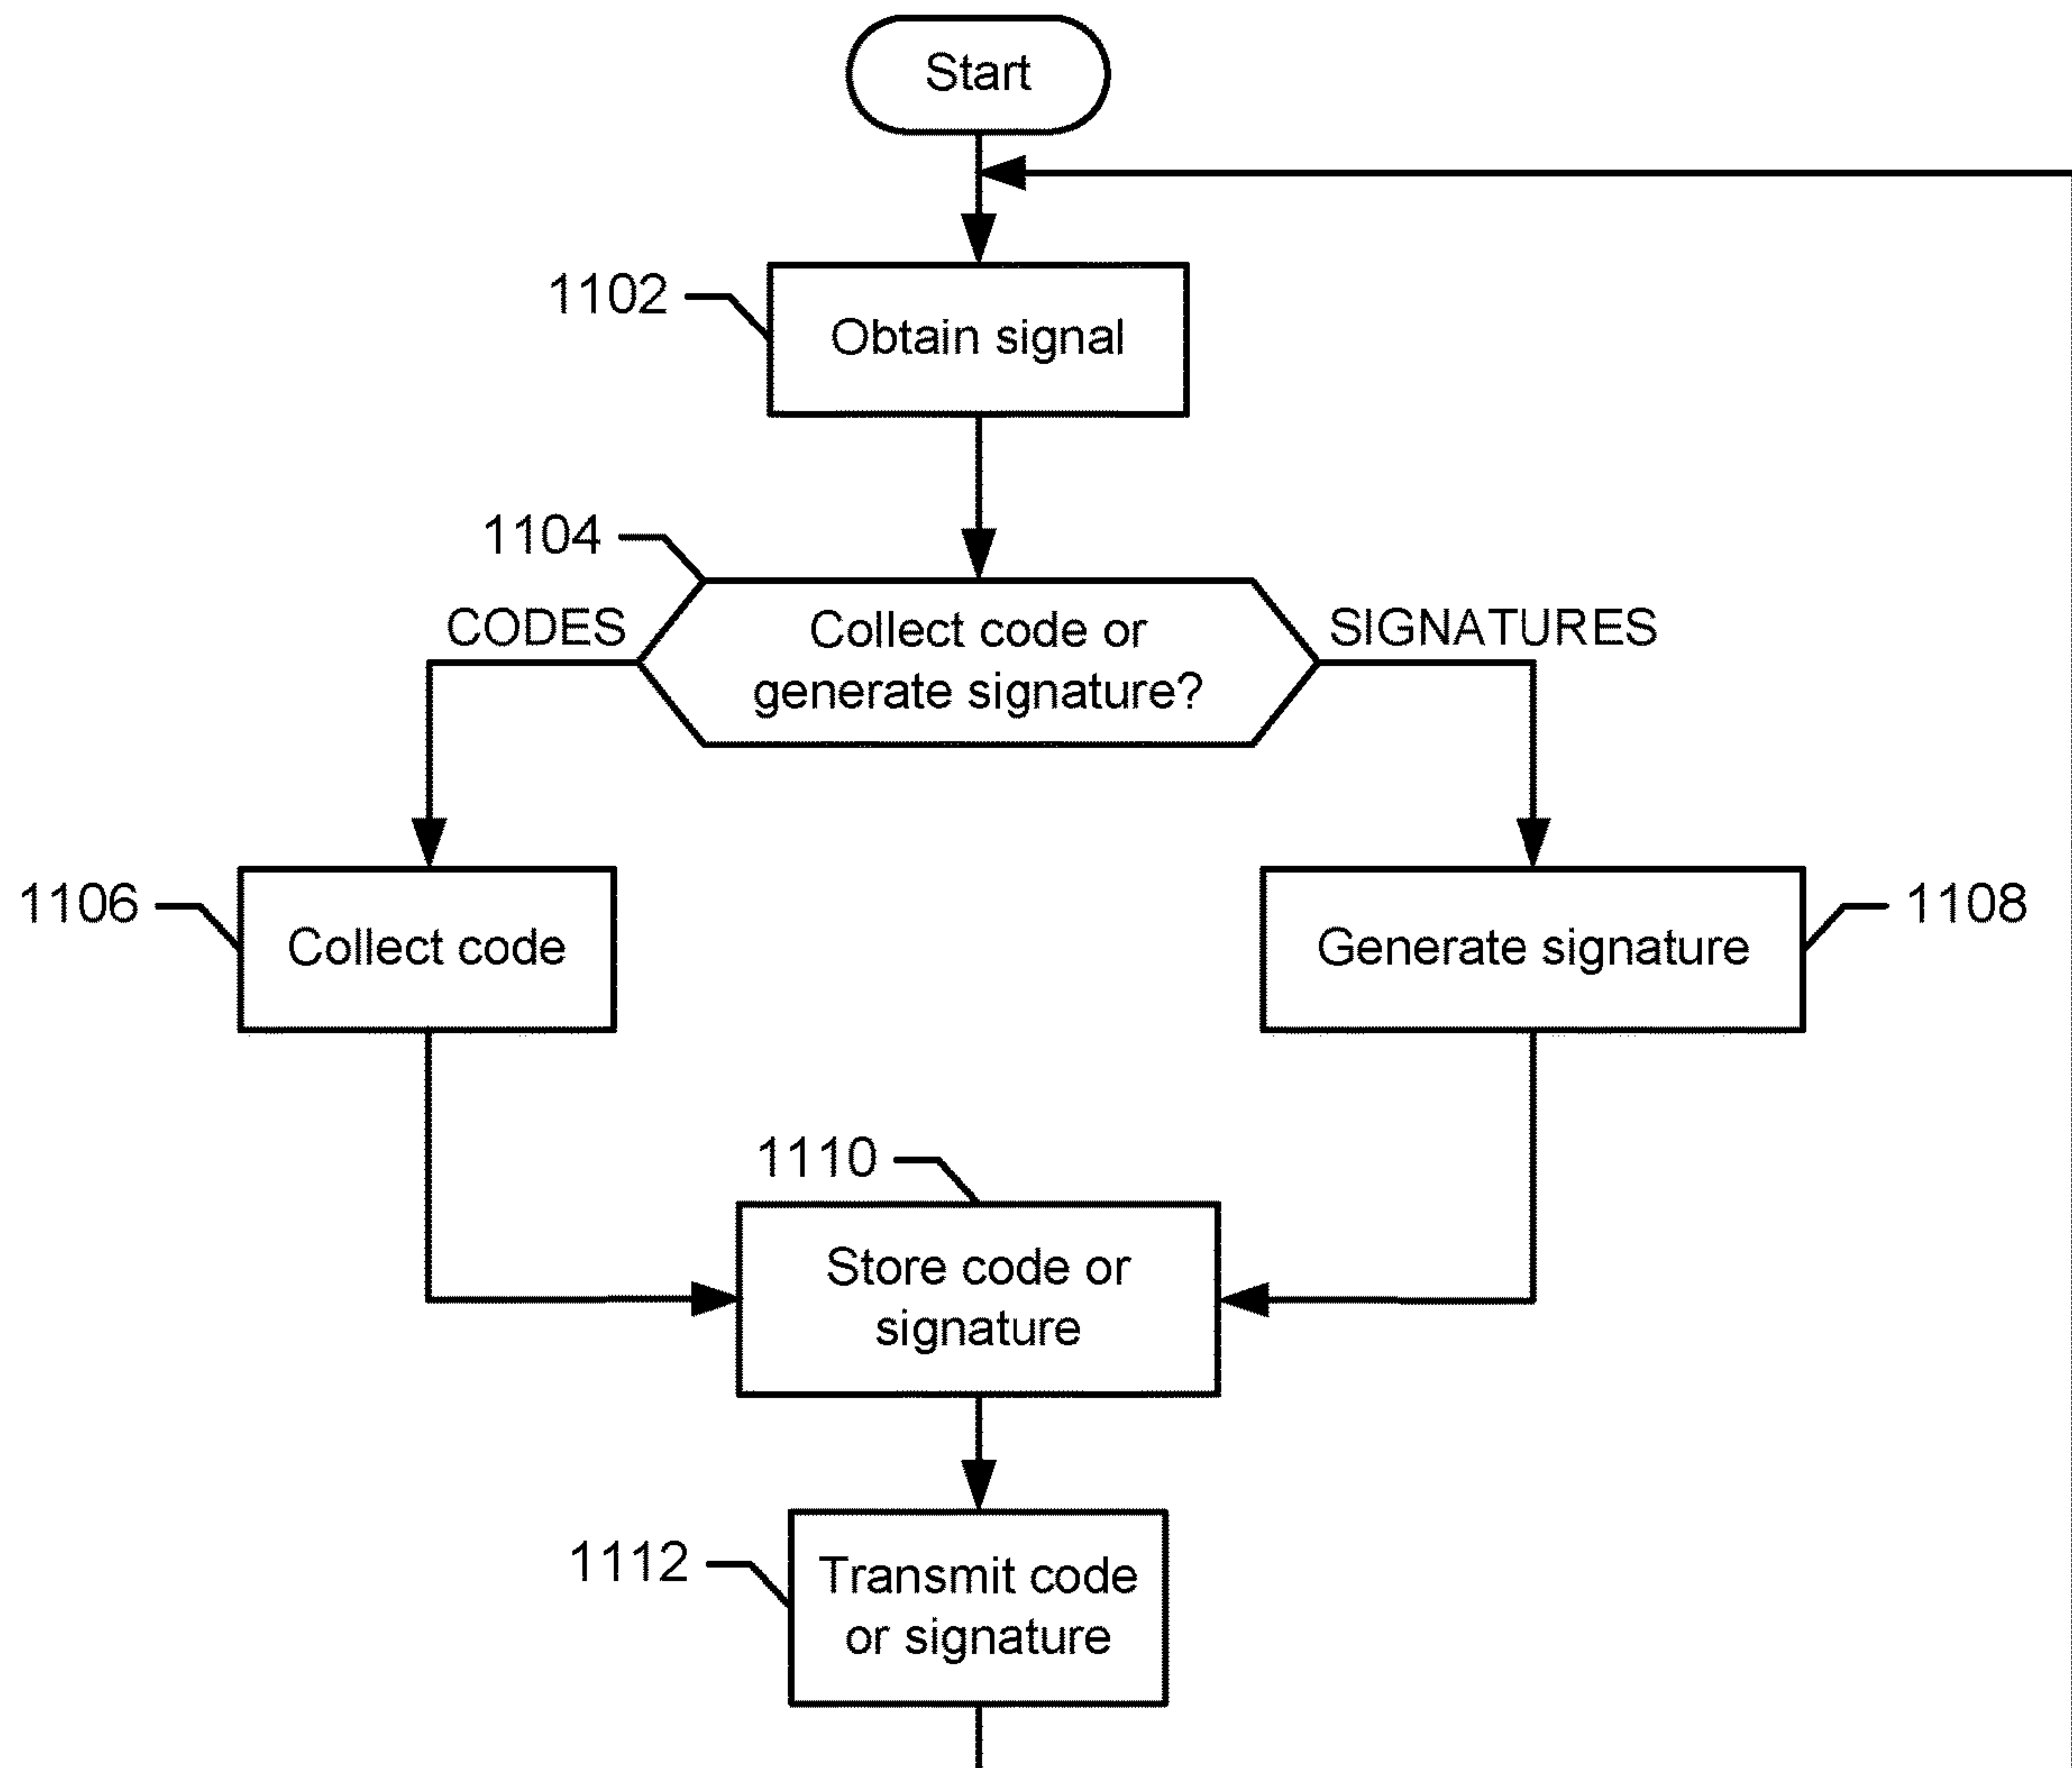 Start
1102
Obtain signal
1104
CODES
Collect code or
generate signature?
SIGNATURES
1106
Collect code
Generate signature
1108
1110
Store code or
signature
1112
Transmit code
or signature